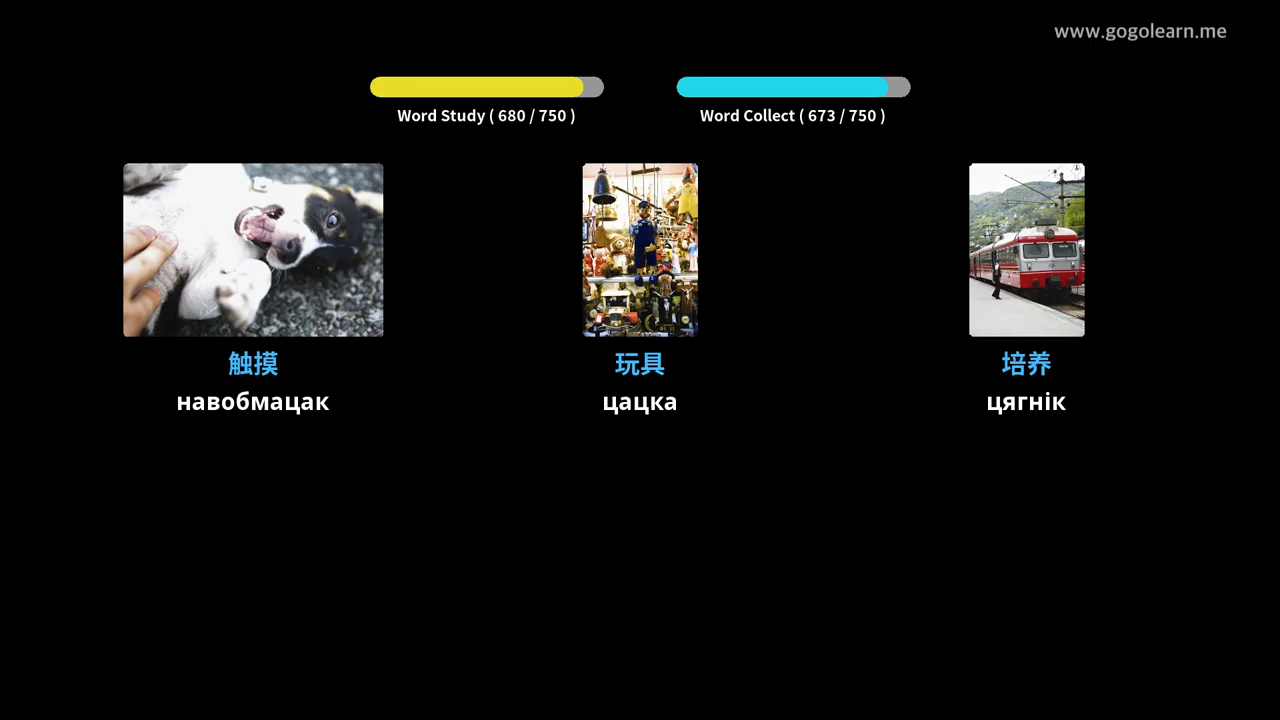 www.gogolearn.me
Word Study ( 680 / 750 )
Word Collect ( 673 / 750 )
触摸
玩具
培养
навобмацак
цацка
цягнік